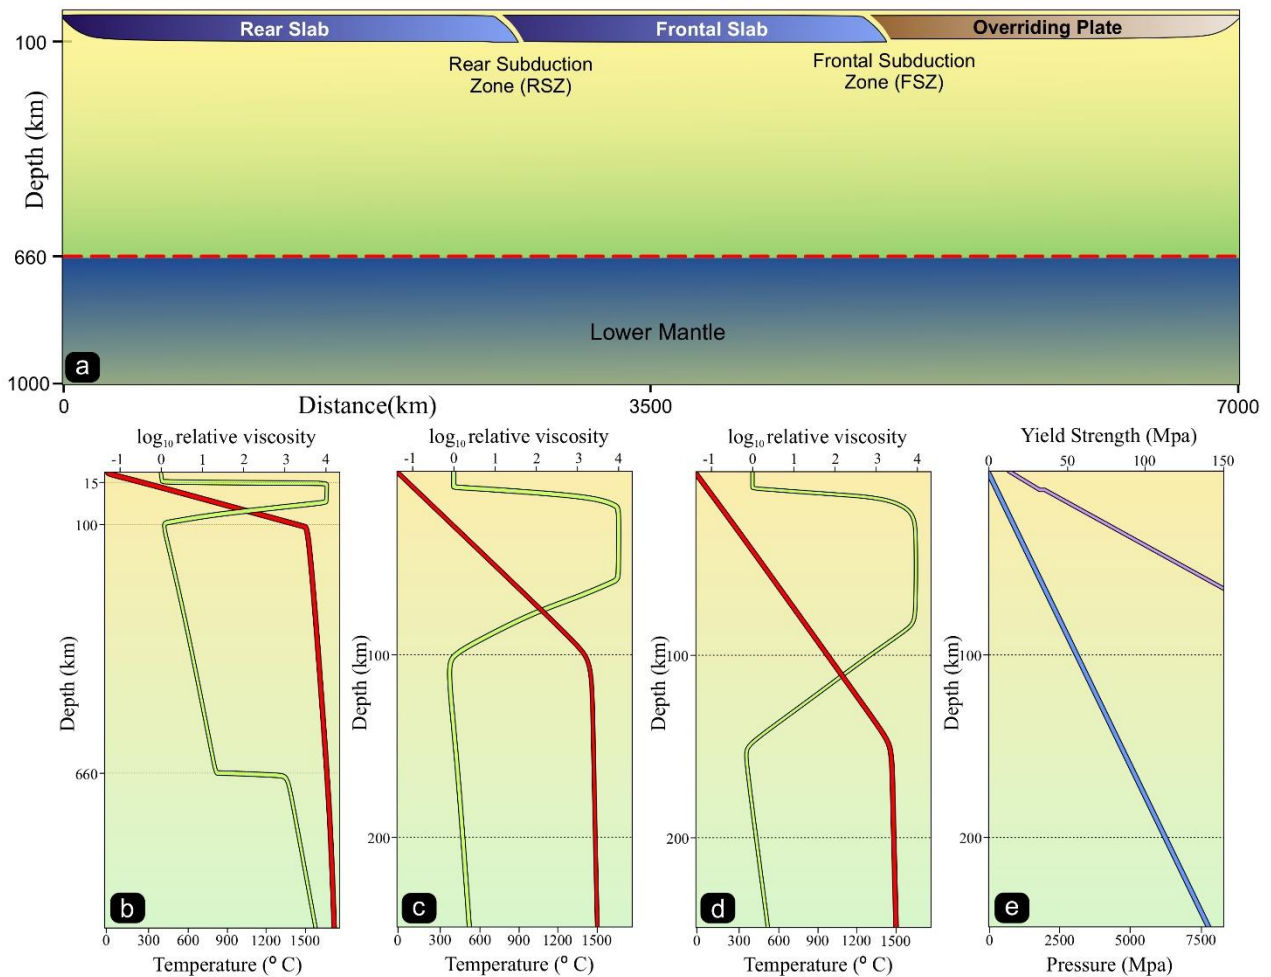 Rear Slab
Frontal Slab
Overriding Plate
100
Rear Subduction
Zone (RSZ)
Frontal Subduction
Zone (FSZ)
Depth (km)
660
Lower Mantle
a
1000
0
Distance(km)
3500
7000
log10 relative viscosity
-1 0 1 2 3 4
15
100
Depth (km)
660
b
0 300 600 900 1200 1500
Temperature (° C)
log10 relative viscosity
-1 0 1 2 3 4
100
Depth (km)
200
c
0 300 600 900 1200 1500
Temperature (° C)
log10 relative viscosity
-1 0 1 2 3 4
100
Depth (km)
200
d
0 300 600 900 1200 1500
Temperature (° C)
Yield Strength (Mpa)
0 50 100 150
100
Depth (km)
200
e
0 2500 5000 7500
Pressure (Mpa)